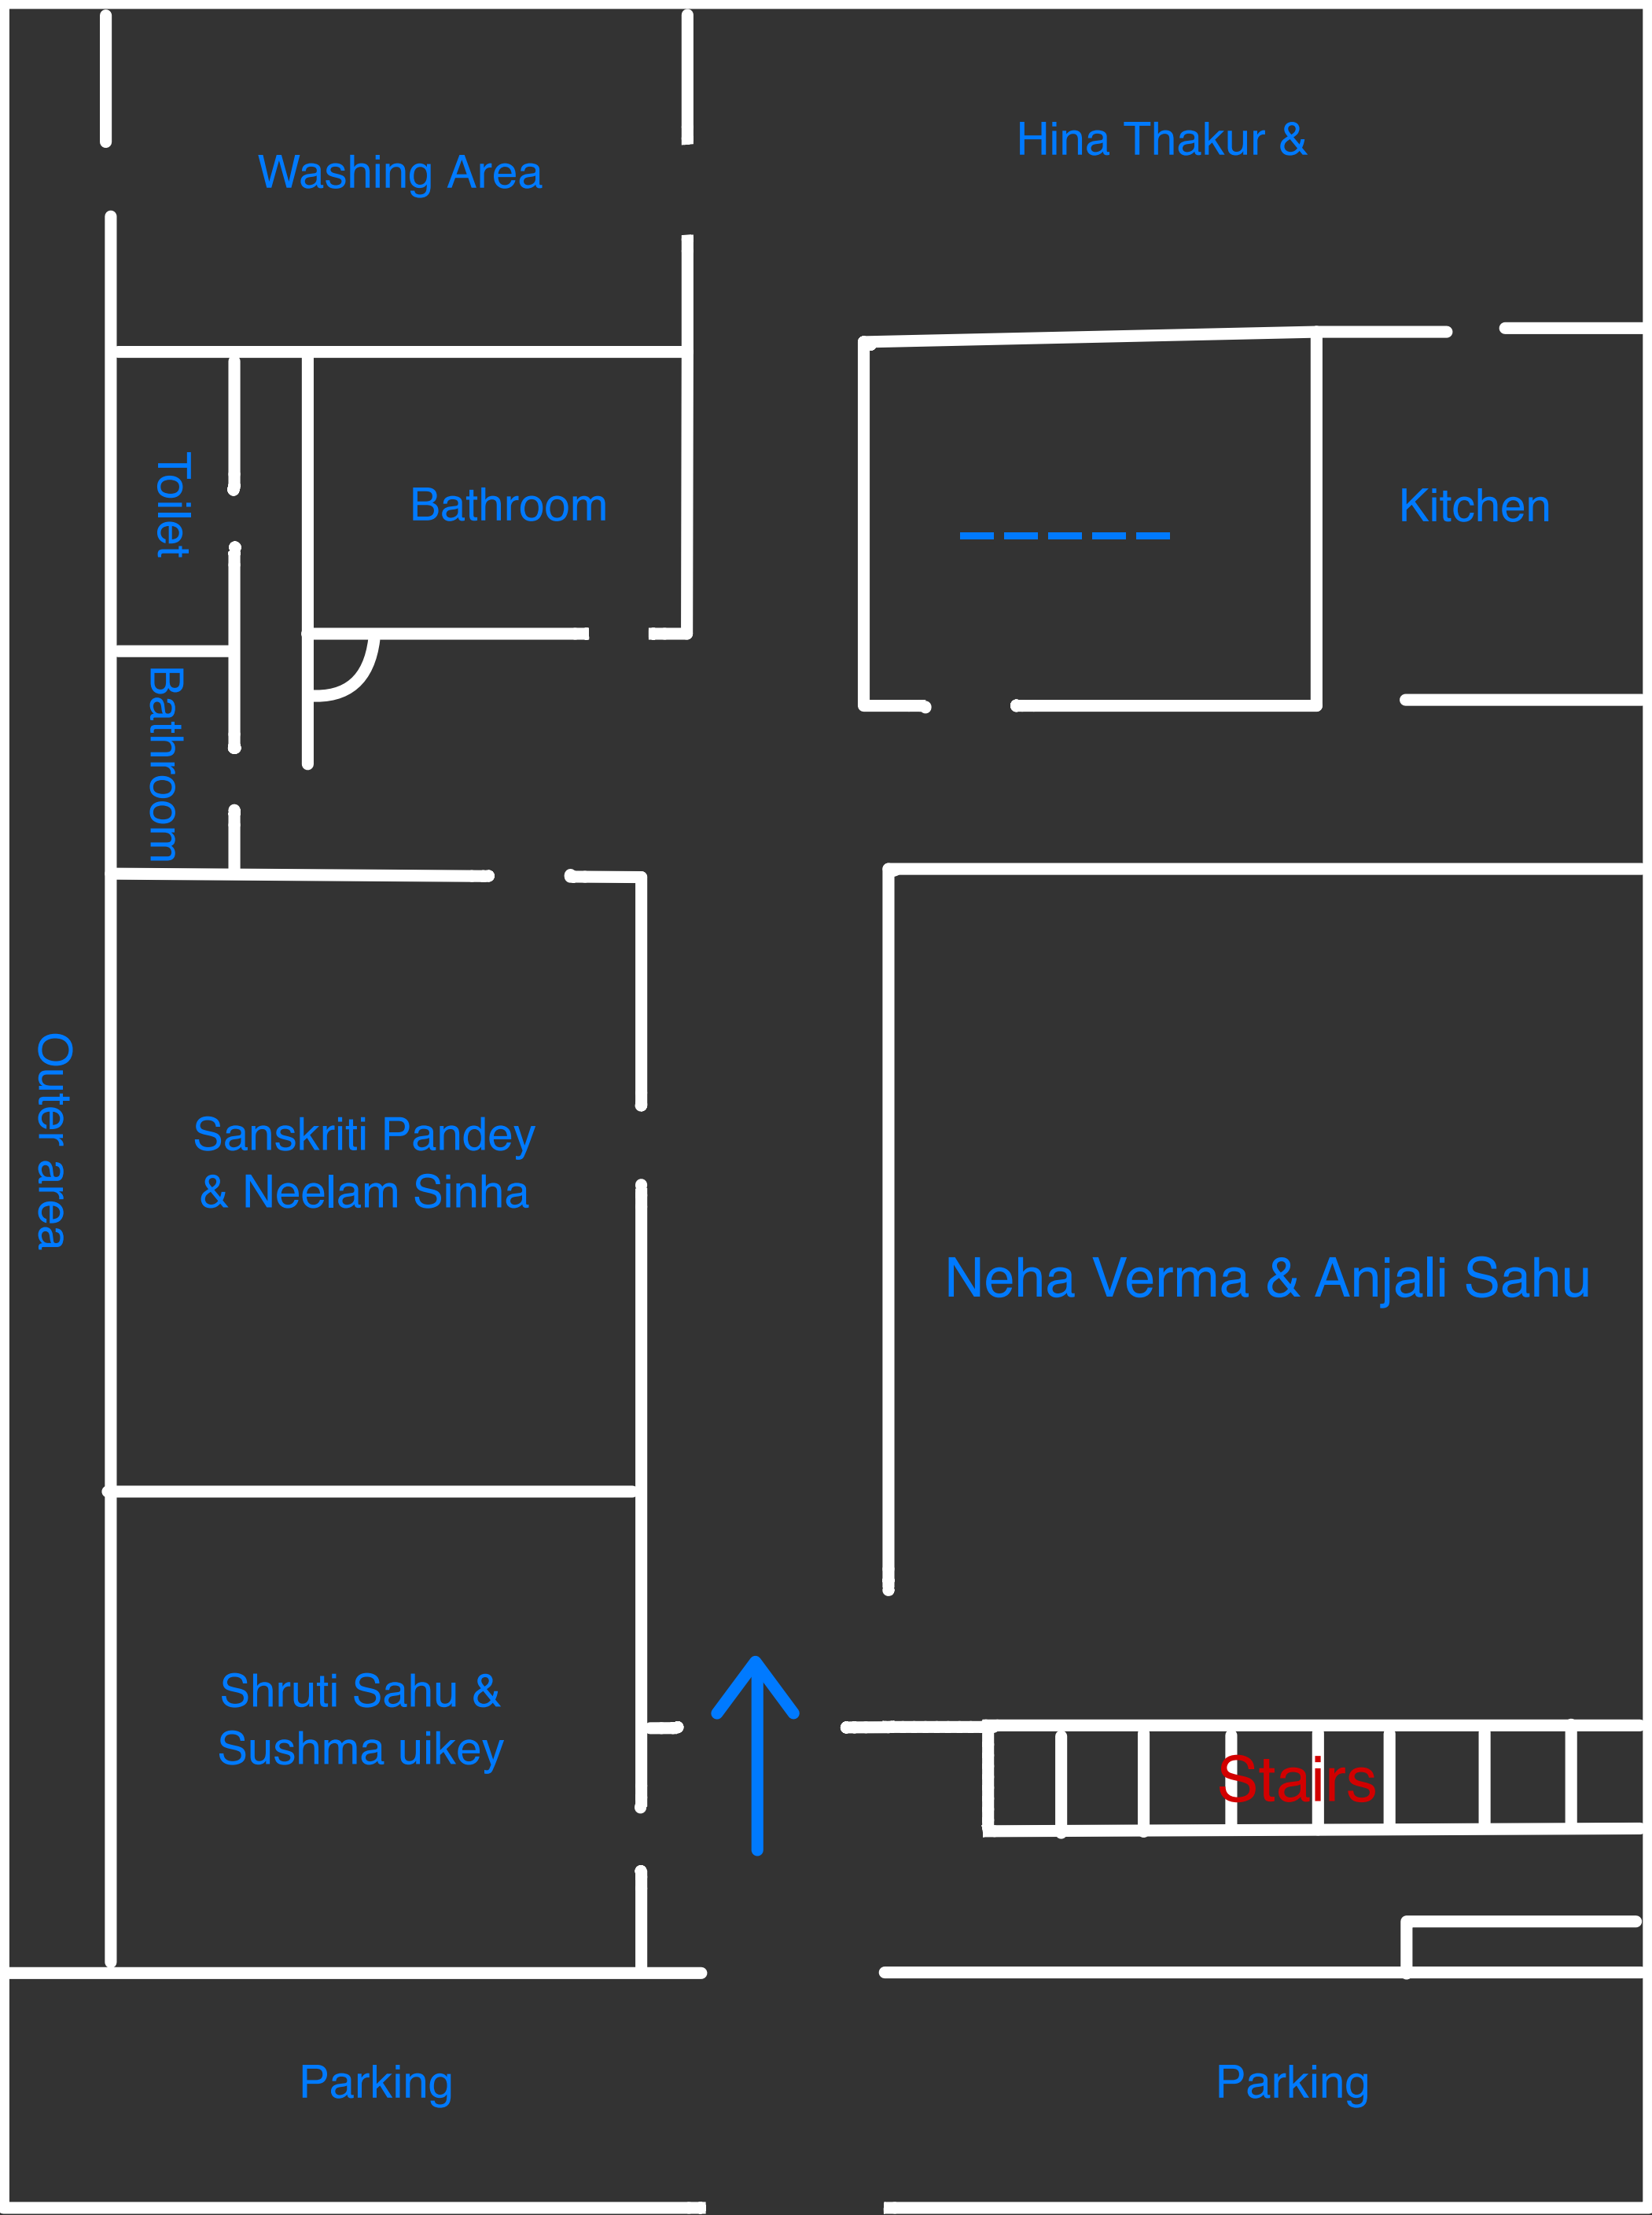 Hina Thakur &
Washing Area
Toilet
Bathroom
_ _ _ _ _
Kitchen
Bathroom
Outer area
Sanskriti Pandey
& Neelam Sinha
Neha Verma & Anjali Sahu
Shruti Sahu &
Sushma uikey
Stairs
Parking
Parking